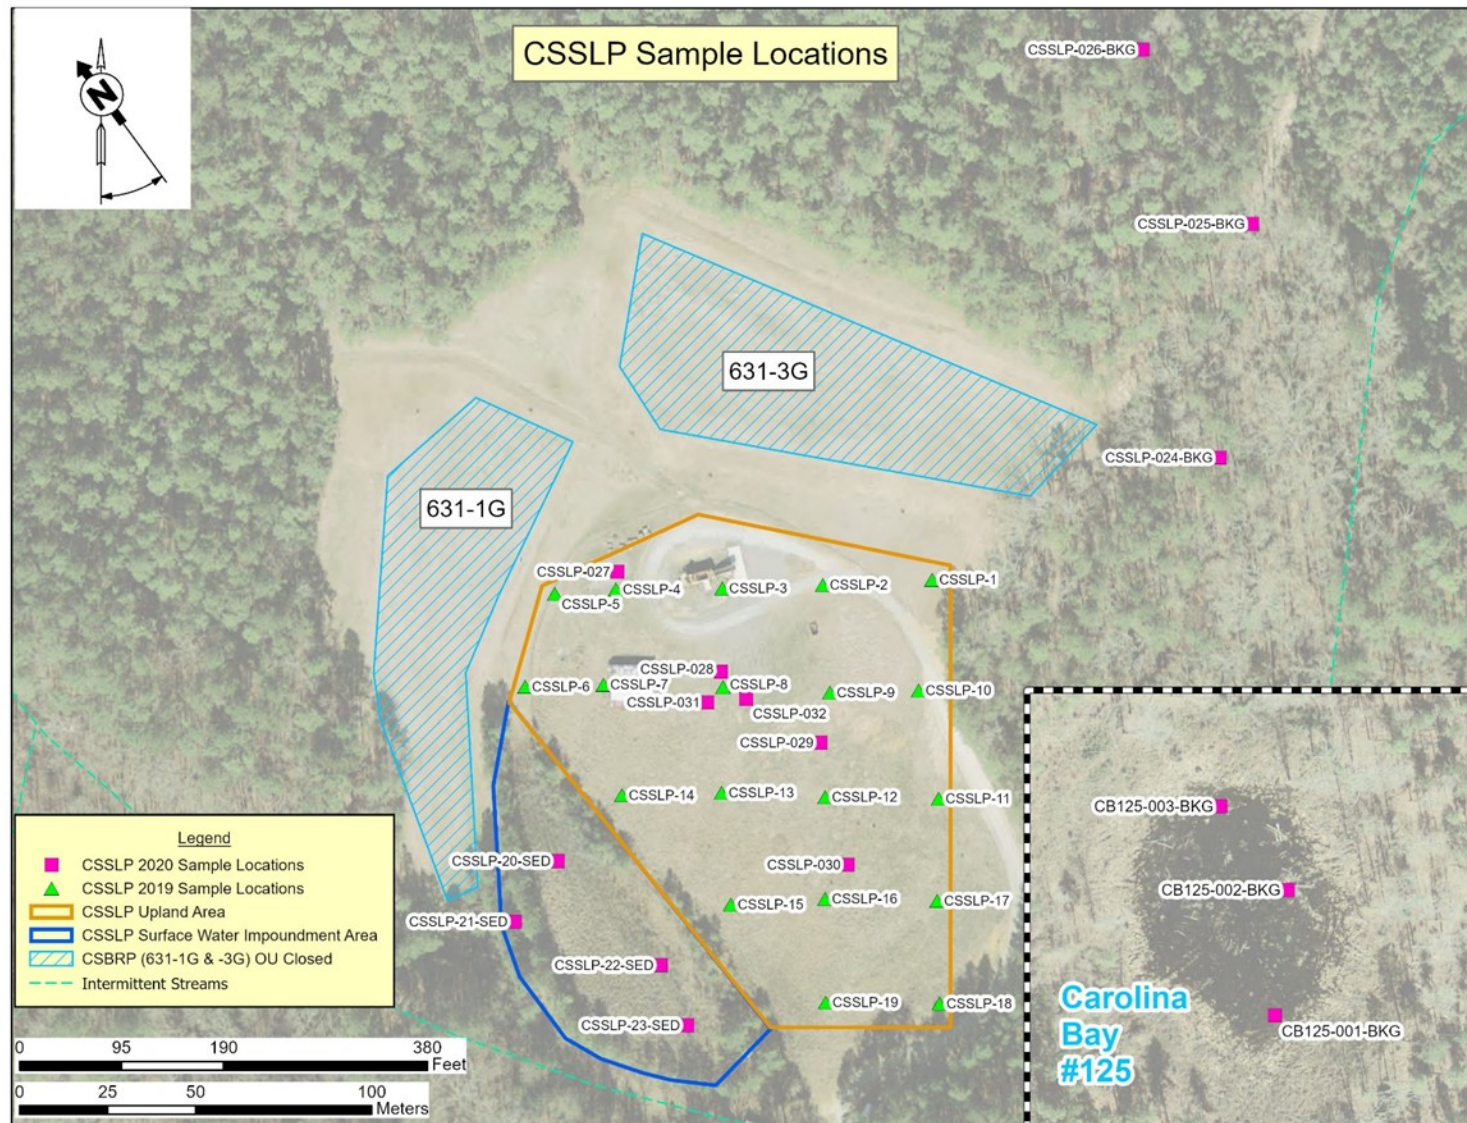 CSSLP Sample Locations
N
CSSLP-026-BKG
CSSLP-025-BKG
631-3G
CSSLP-024-BKG
631-1G
CSSLP-027
CSSLP-5
CSSLP-4
CSSLP-3
CSSLP-2
CSSLP-1
CSSLP-028
CSSLP-6
CSSLP-7
CSSLP-8
CSSLP-9
CSSLP-10
CSSLP-031
CSSLP-032
CSSLP-029
CSSLP-14
CSSLP-13
CSSLP-12
CSSLP-11
CSSLP-20-SED
CSSLP-030
CSSLP-15
CSSLP-16
CSSLP-17
CSSLP-21-SED
CSSLP-22-SED
CSSLP-23-SED
CSSLP-19
CSSLP-18
CB125-003-BKG
CB125-002-BKG
CB125-001-BKG
Carolina
Bay
#125
Legend
CSSLP 2020 Sample Locations
CSSLP 2019 Sample Locations
CSSLP Upland Area
CSSLP Surface Water Impoundment Area
CSBRP (631-1G & -3G) OU Closed
Intermittent Streams
0 95 190 380
Feet
0 25 50 100
Meters